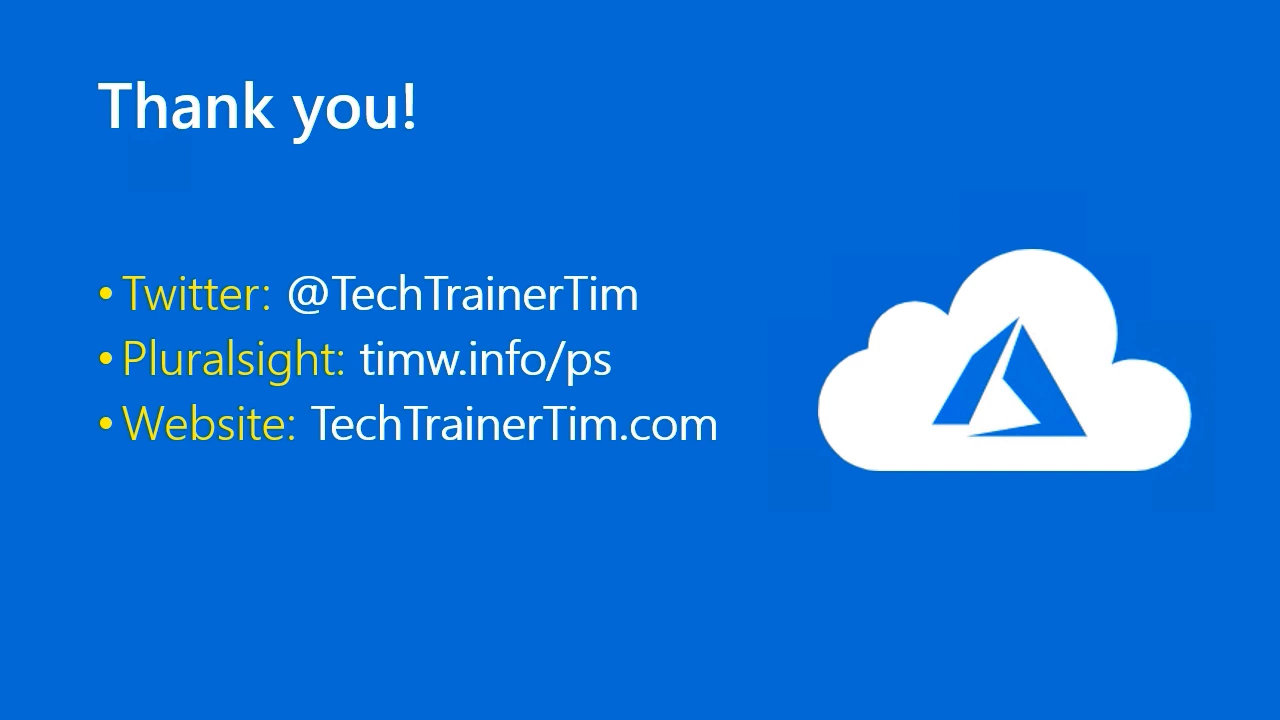 Thank you!
• Twitter: @TechTrainerTim
• Pluralsight: timw.info/ps
• Website: TechTrainerTim.com